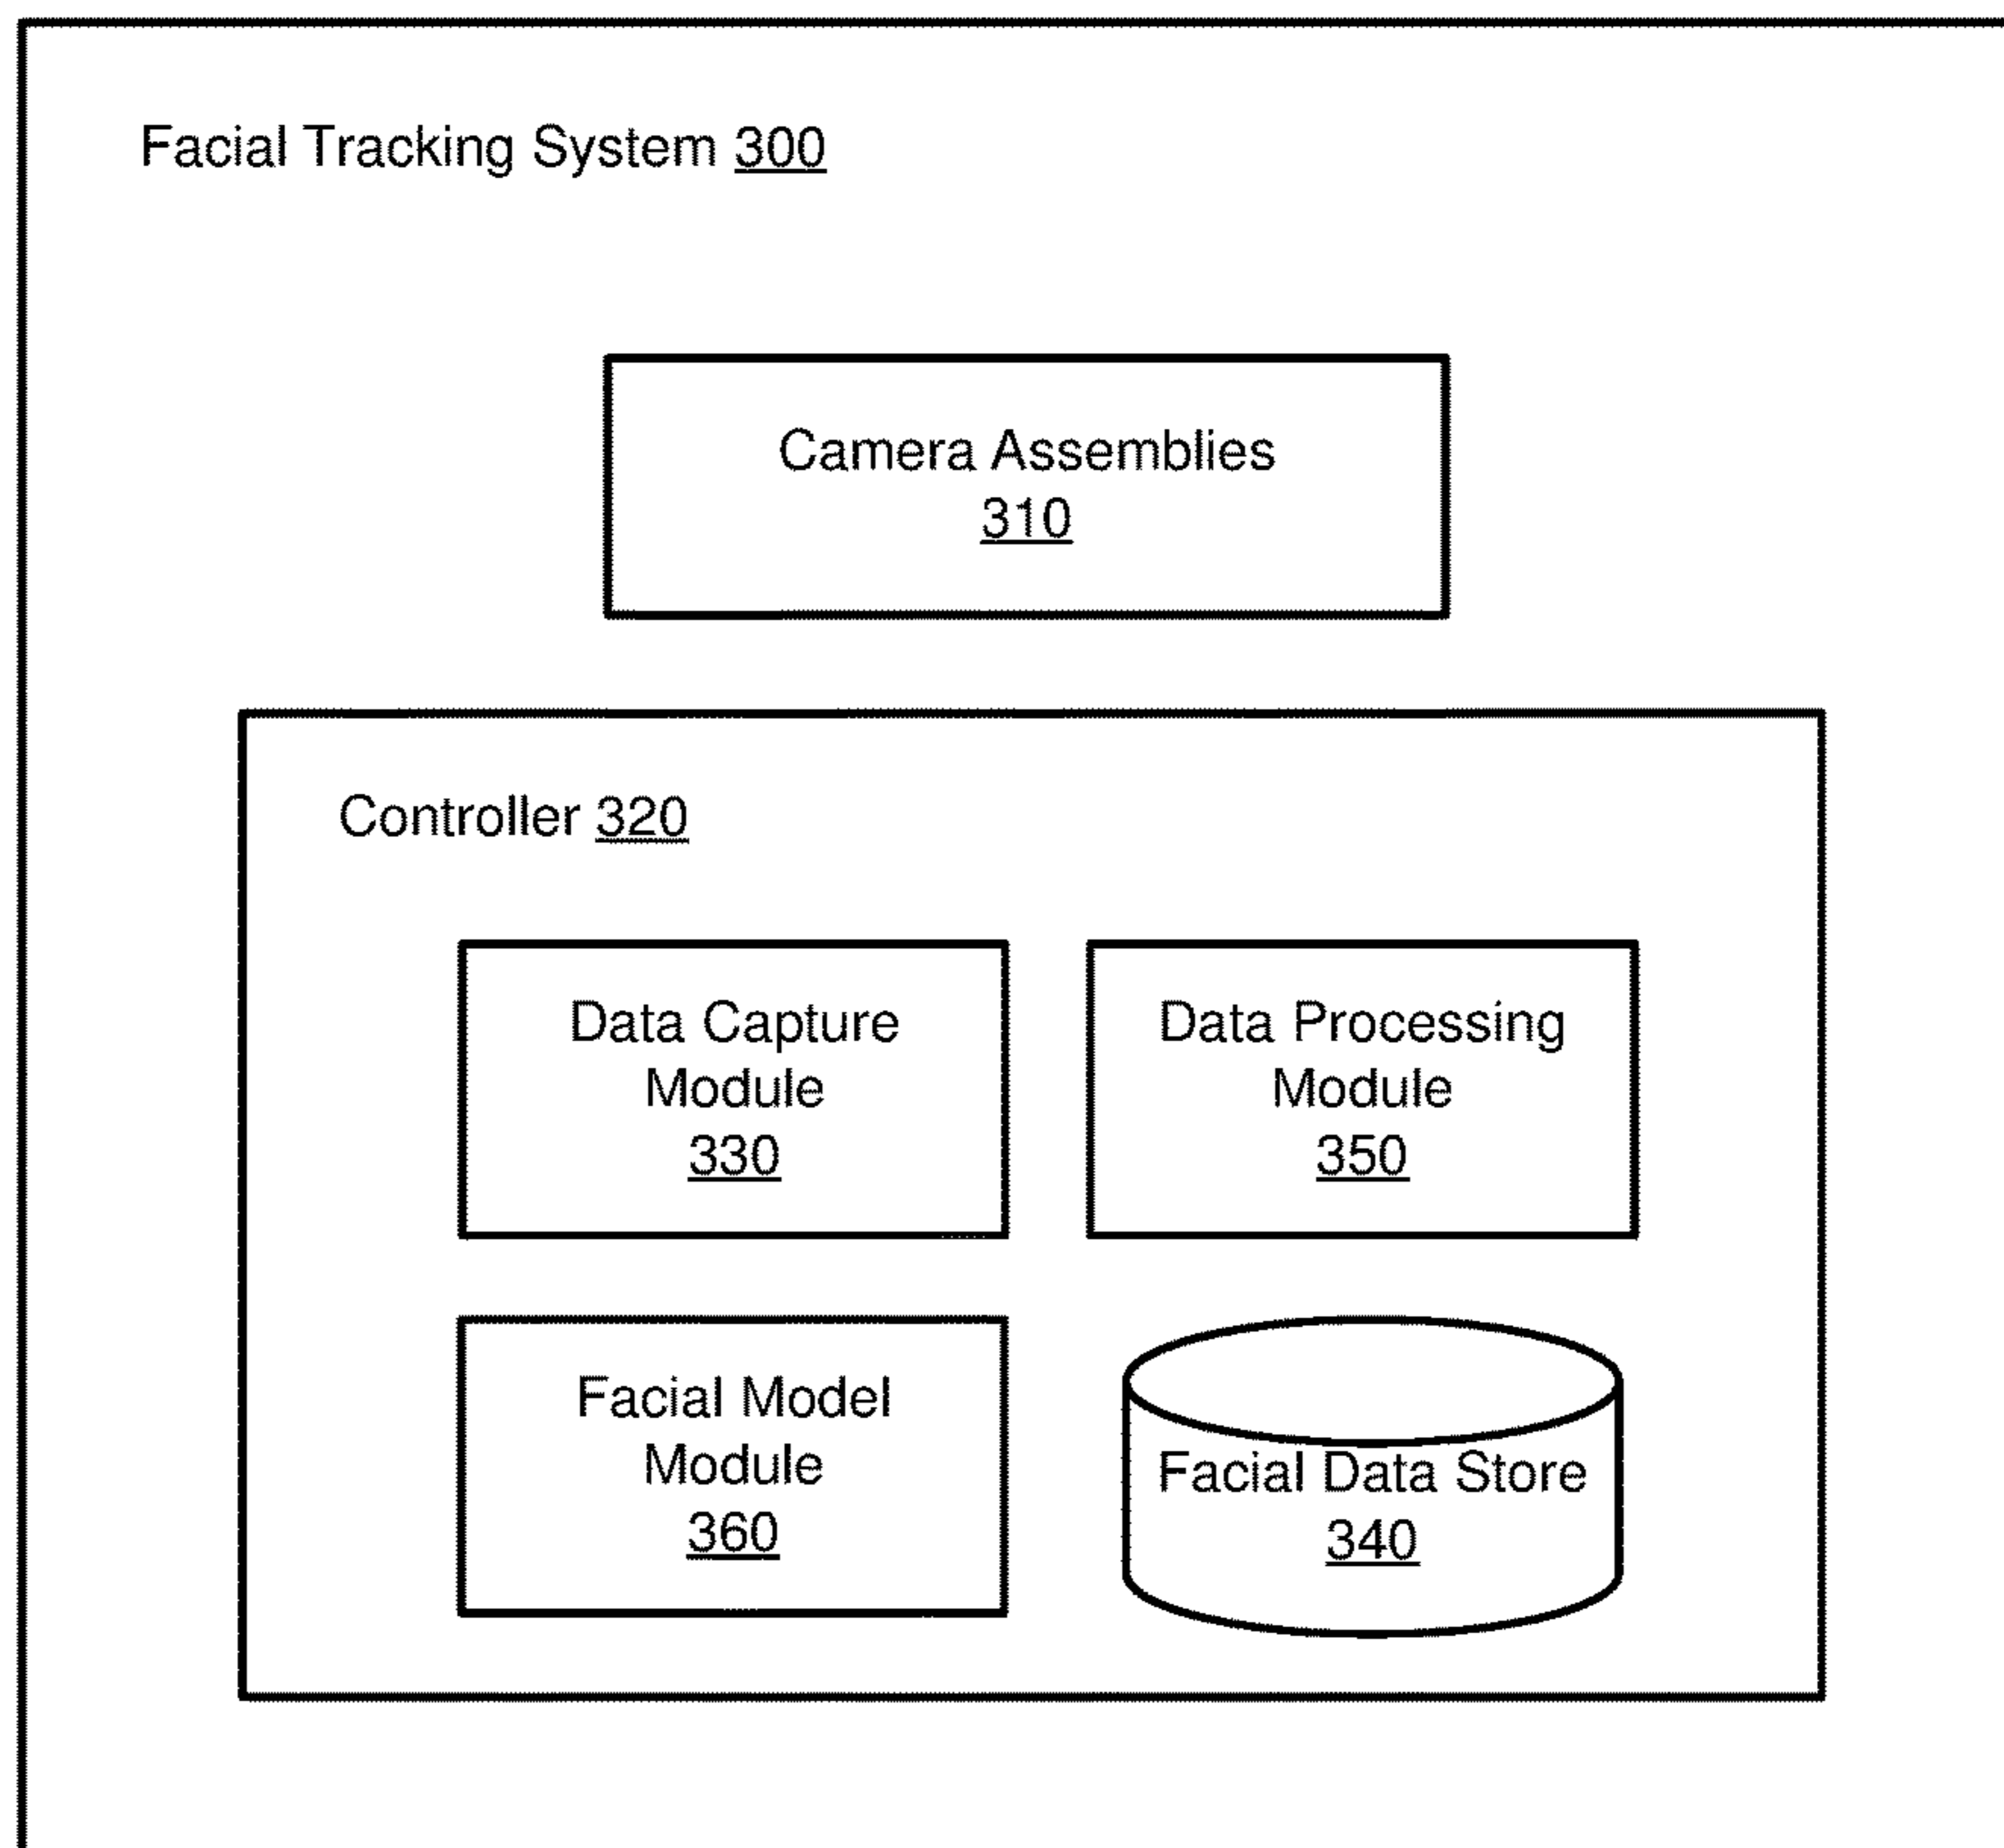 Facial Tracking System 300
Camera Assemblies
310
Controller 320
Data Capture
Module
330
Data Processing
Module
350
Facial Model
Module
360
Facial Data Store
340